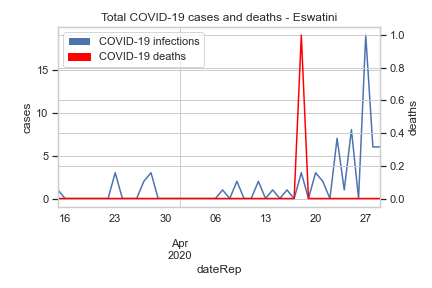 Total COVID-19 cases and deaths - Eswatini
COVID-19 infections
COVID-19 deaths
cases
15
10
5
0
deaths
1.0
0.8
0.6
0.4
0.2
0.0
16 23 30 06 13 20 27
Apr
2020
dateRep